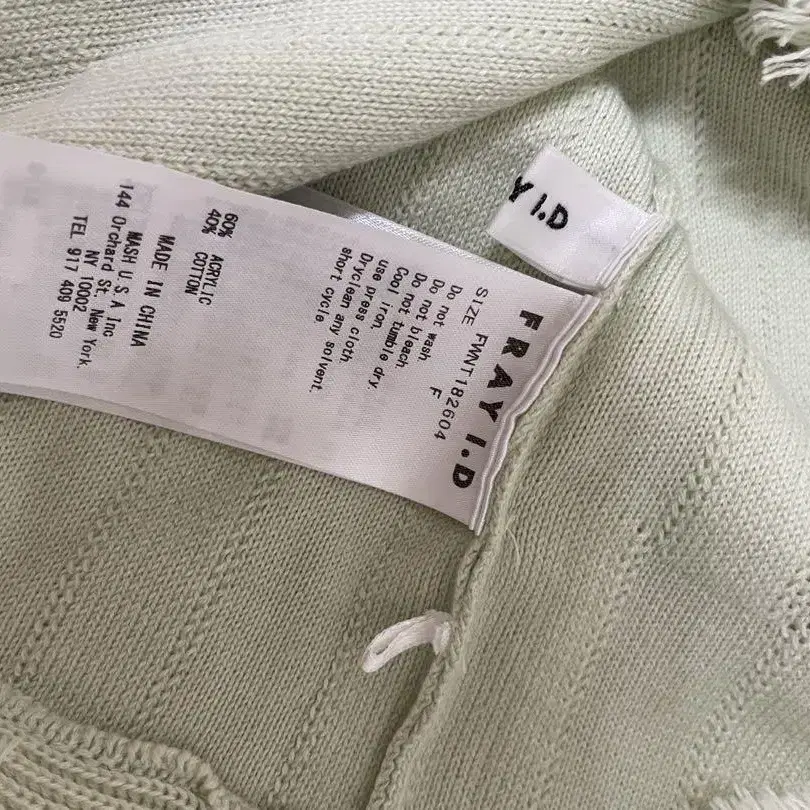 FRAY I.D
FWNT182604
SIZE F
Do not wash
Do not bleach
Do not tumble dry.
Cool iron,
use press cloth
Dryclean any solvent,
short cycle
60% ACRYLIC
40% COTTON
MADE IN CHINA
MASH U S A Inc
144 Orchard St, New York,
NY 10002
TEL 917 409 5520
Y I.D